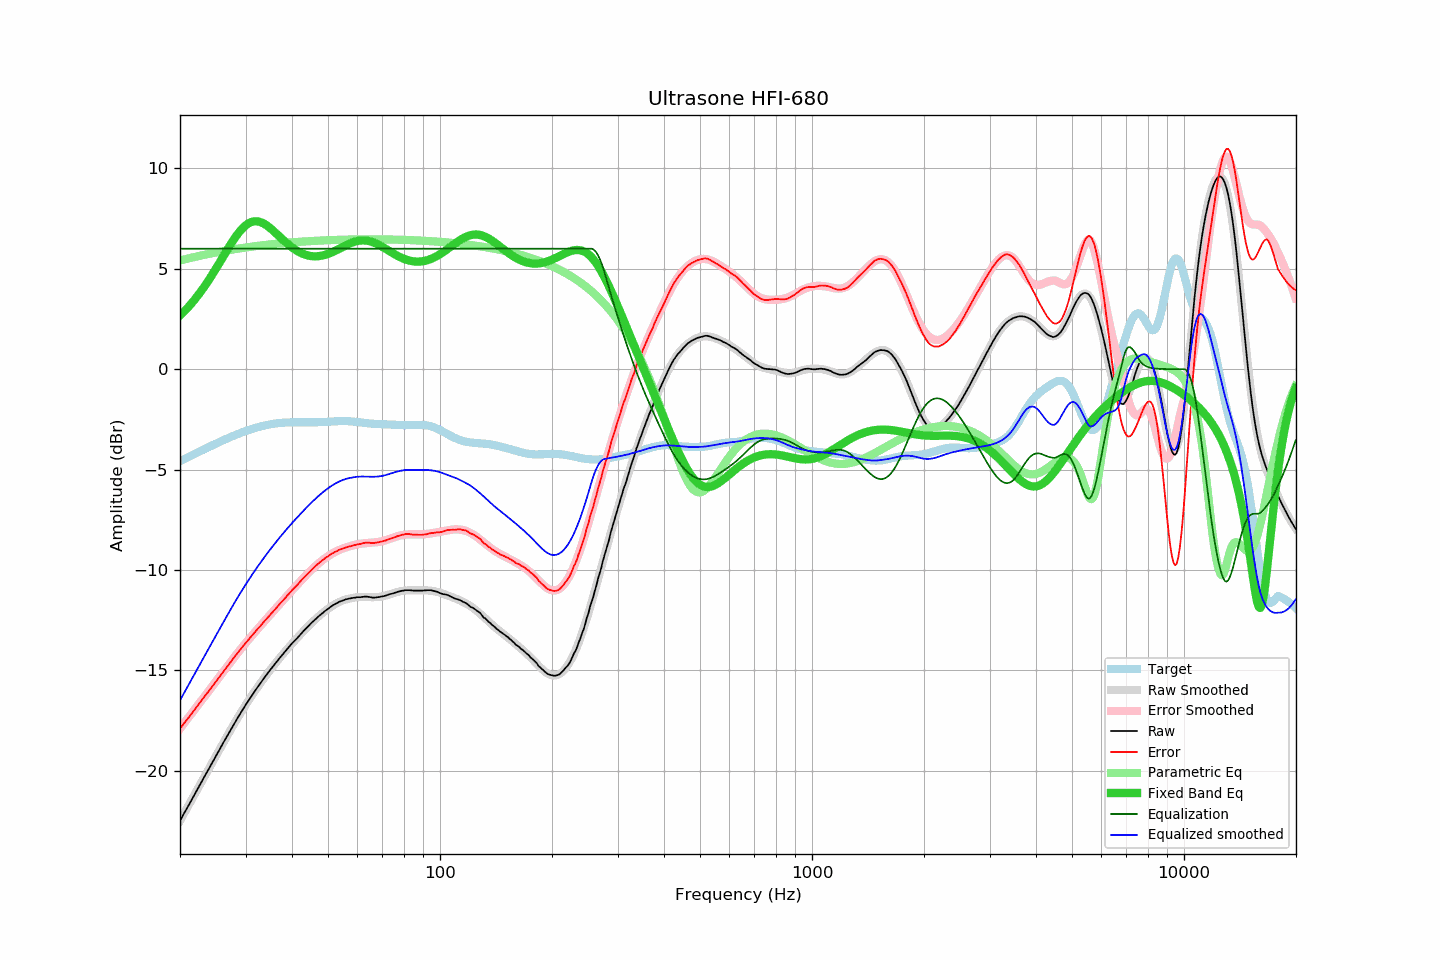 Ultrasone HFI-680
Amplitude (dBr)
10
5
0
−5
−10
−15
−20
100
1000
10000
Frequency (Hz)
Target
Raw Smoothed
Error Smoothed
Raw
Error
Parametric Eq
Fixed Band Eq
Equalization
Equalized smoothed